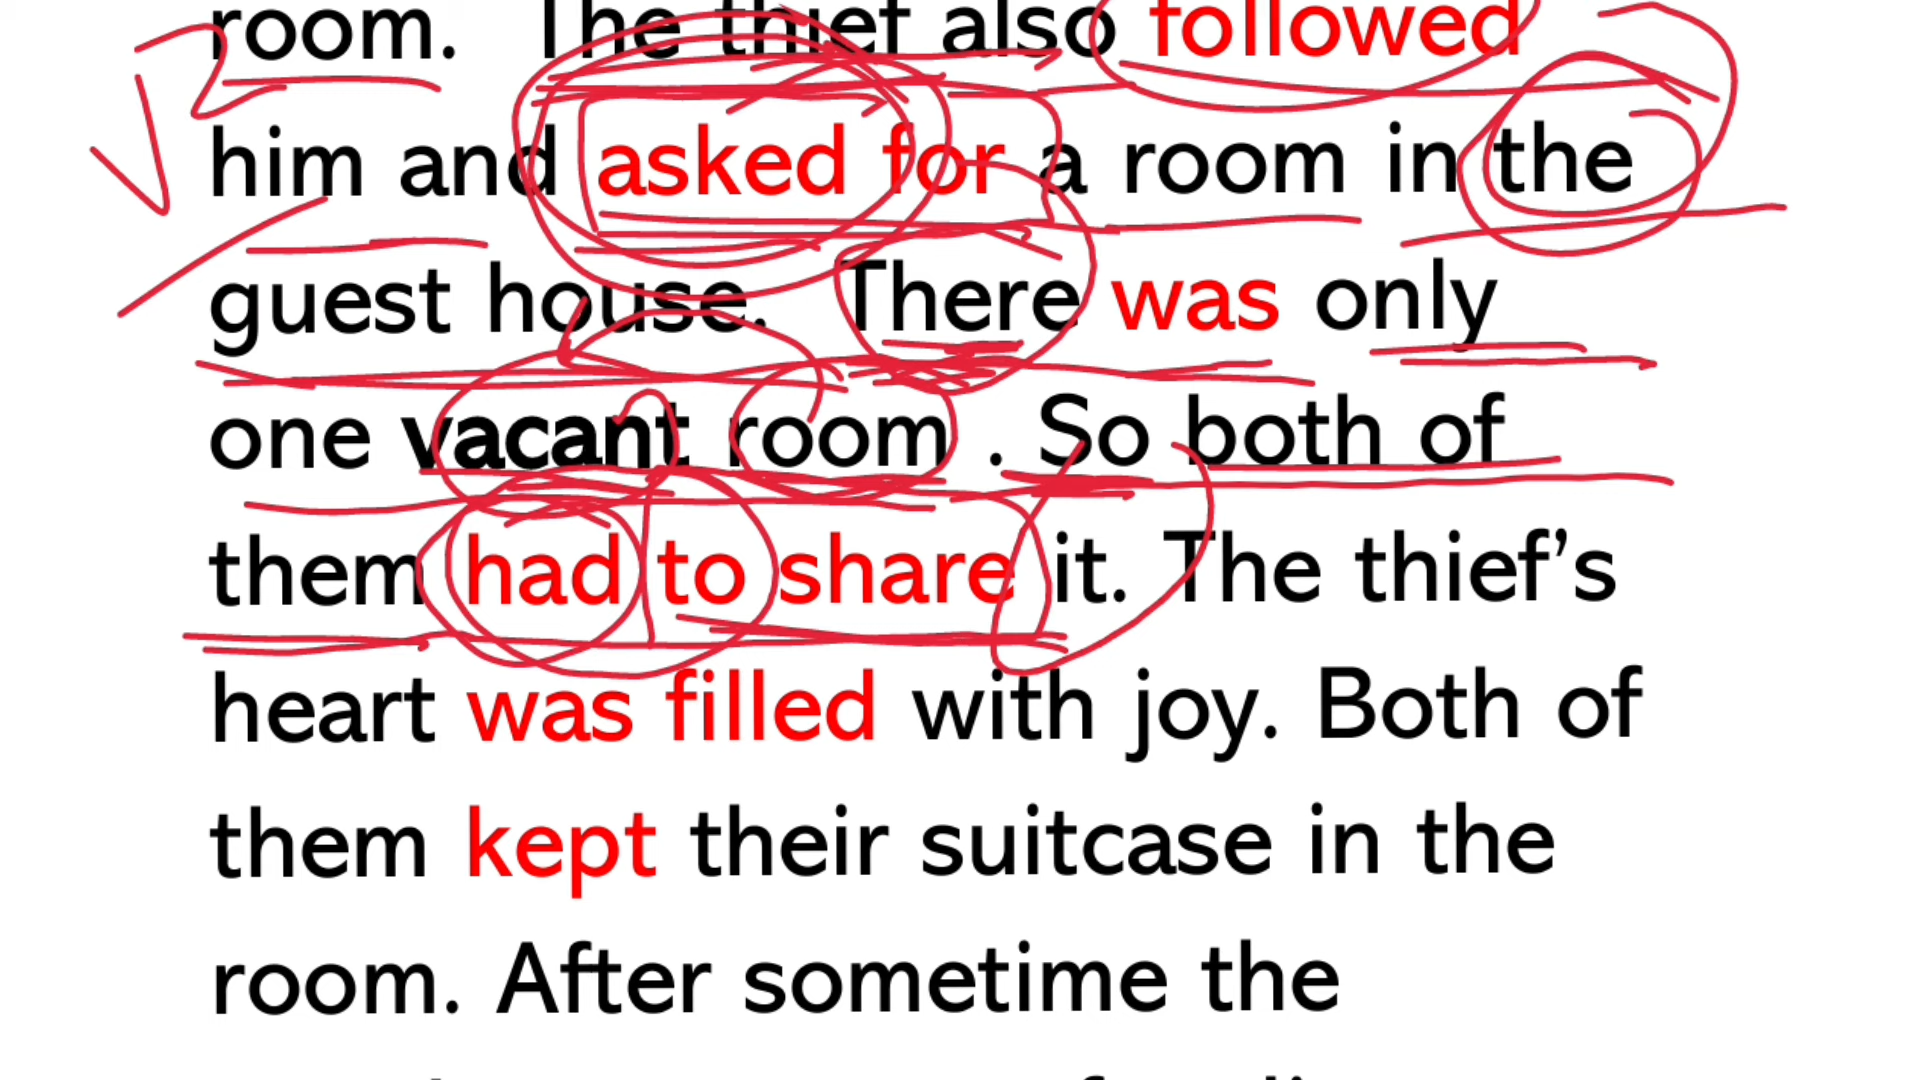 room. The thief also followed
him and asked for a room in the
guest house. There was only
one vacant room . So both of
them had to share it. The thief’s
heart was filled with joy. Both of
them kept their suitcase in the
room. After sometime the